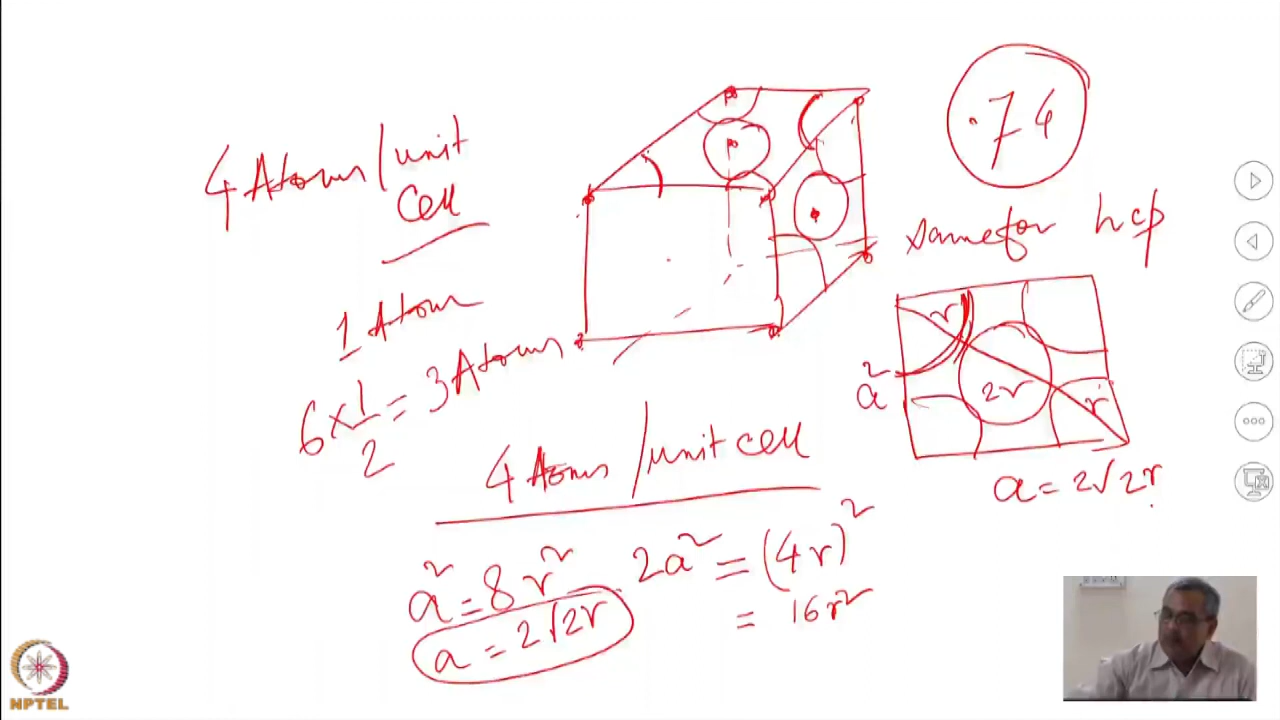 4 Atoms/unit
cell
.74
same for hcp
1 Atom
6 × 1/2 = 3 Atoms
4 Atoms/unit cell
r
a²
2r
r
a = 2√2r
a² = 8r²
a = 2√2r
2a² = (4r)²
= 16r²
NPTEL